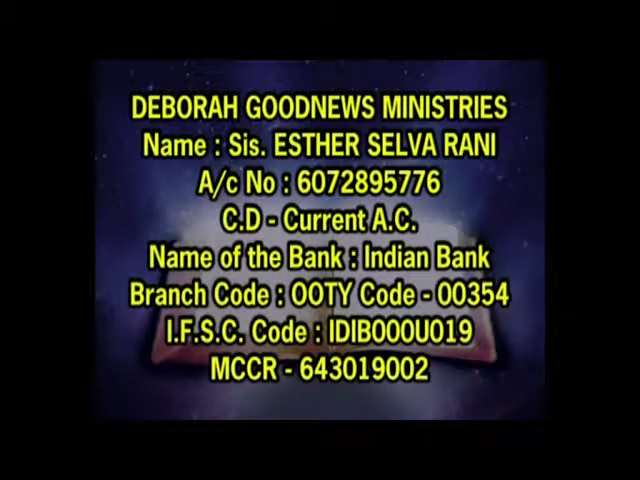 DEBORAH GOODNEWS MINISTRIES
Name : Sis. ESTHER SELVA RANI
A/c No : 6072895776
C.D - Current A.C.
Name of the Bank : Indian Bank
Branch Code : OOTY Code - 00354
I.F.S.C. Code : IDIB000U019
MCCR - 643019002